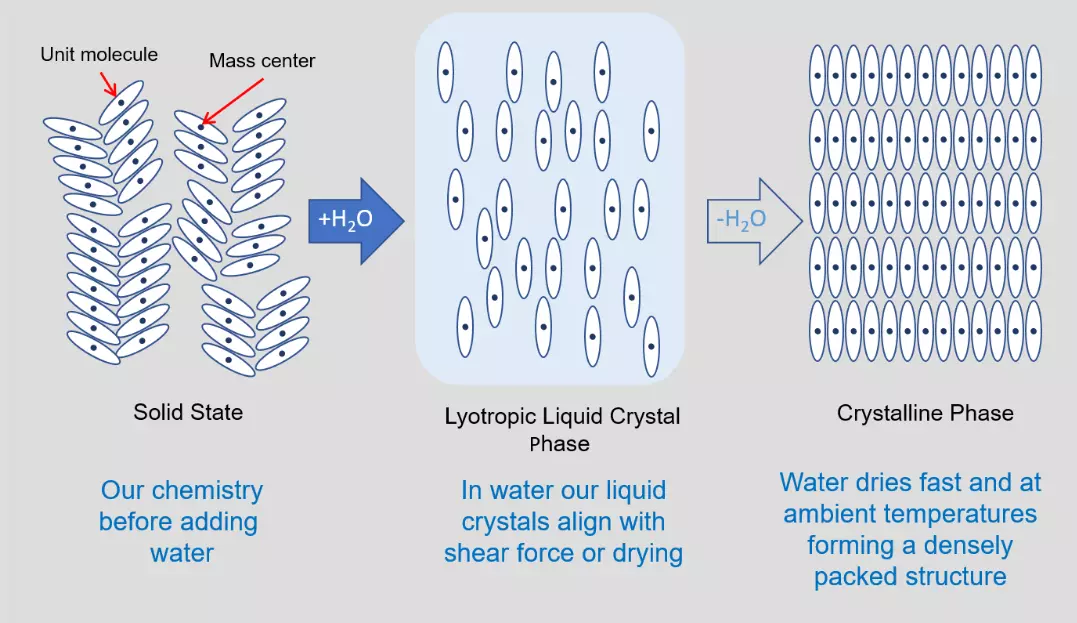 Unit molecule
Mass center
+H₂O
-H₂O
Solid State
Lyotropic Liquid Crystal
Phase
Crystalline Phase
Our chemistry
before adding
water
In water our liquid
crystals align with
shear force or drying
Water dries fast and at
ambient temperatures
forming a densely
packed structure